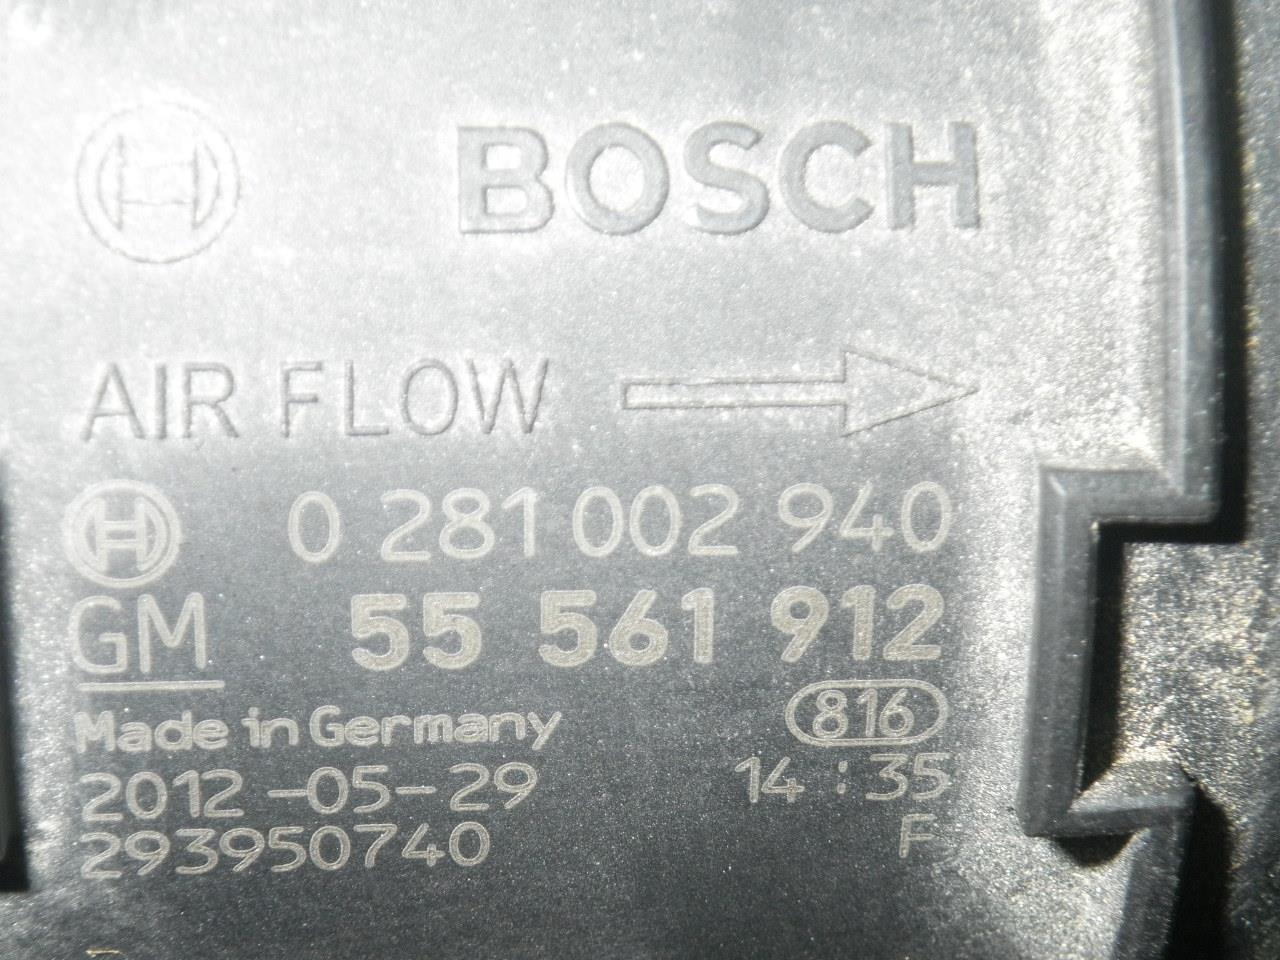 BOSCH
AIR FLOW
0 281 002 940
GM 55 561 912
Made in Germany 816
2012-05-29 14:35
293950740 F